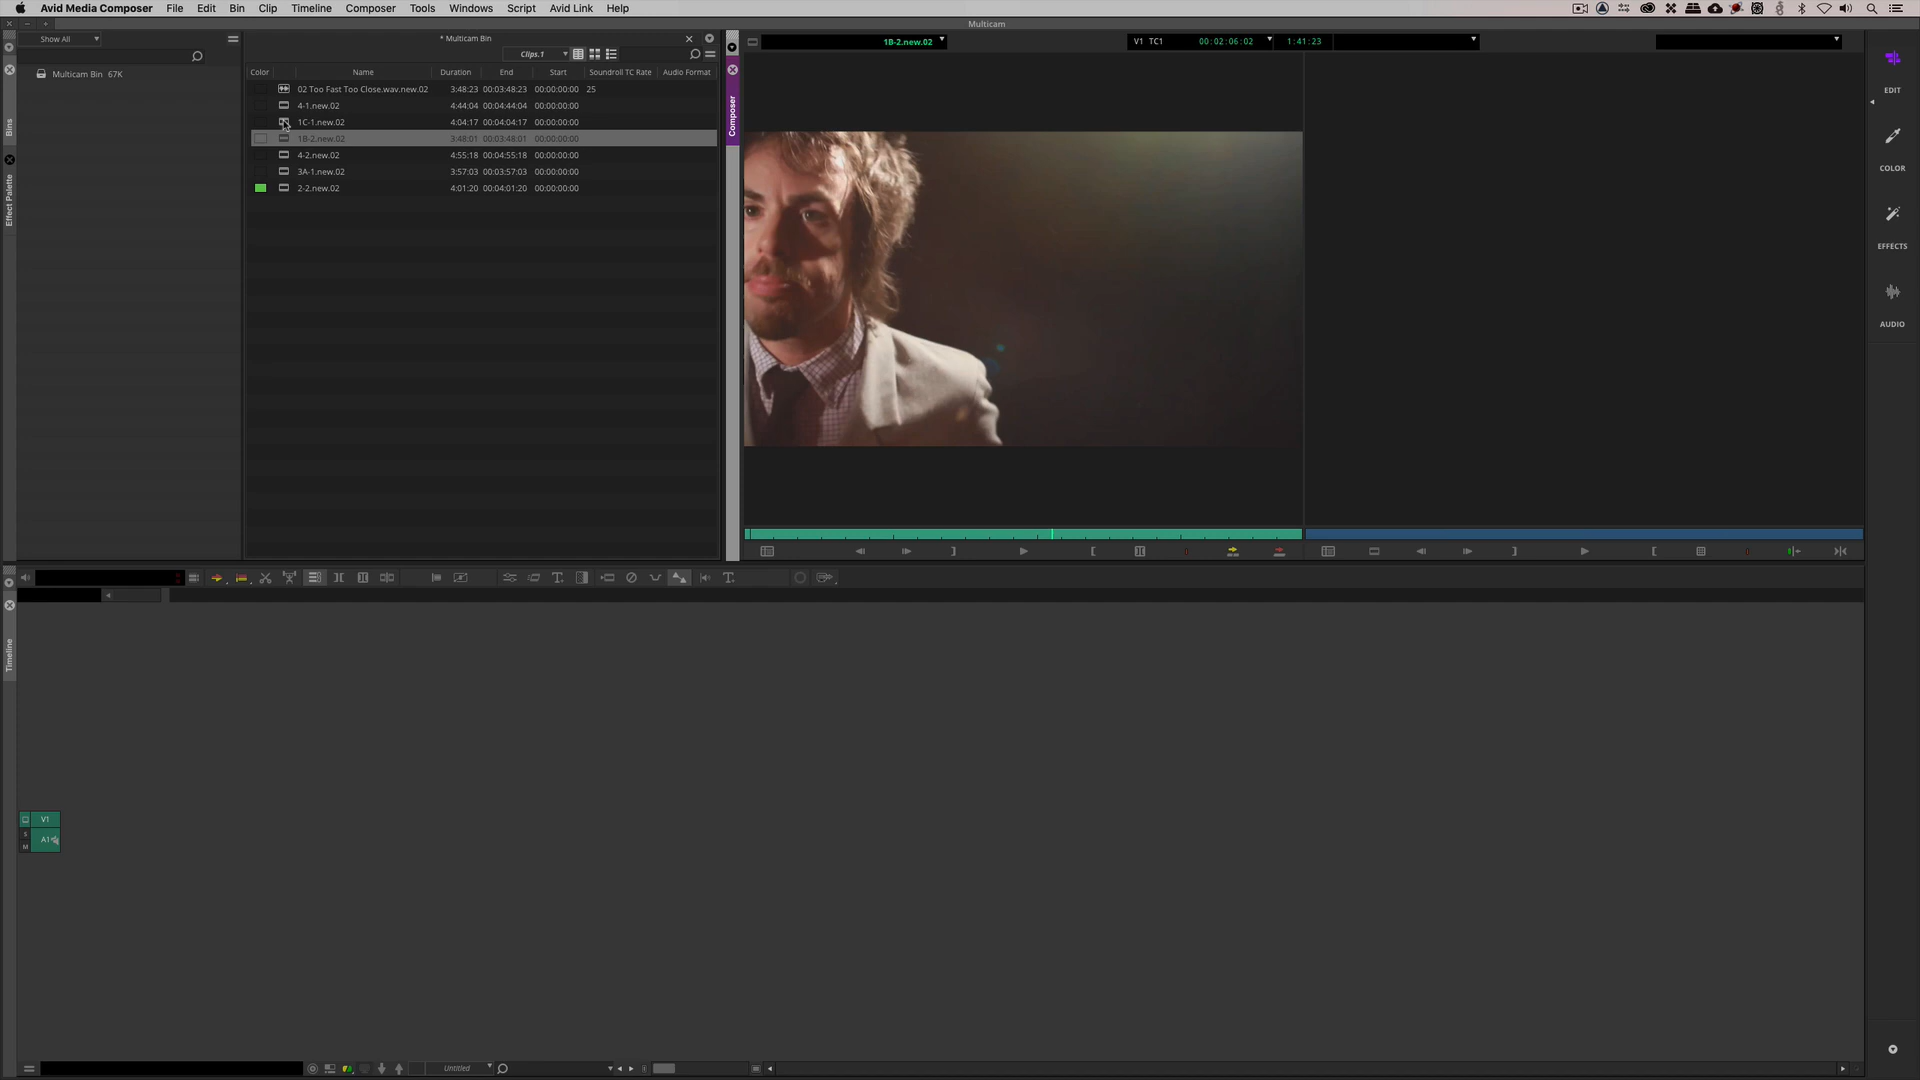 Avid Media Composer File Edit Bin Clip Timeline Composer Tools Windows Script Avid Link Help
Multicam
Show All
Multicam Bin 67K
Bins
Effect Palette
* Multicam Bin
Clips.1
Color Name Duration End Start Soundroll TC Rate Audio Format
02 Too Fast Too Close.wav.new.02 3:48:23 00:03:48:23 00:00:00:00 25
4-1.new.02 4:44:04 00:04:44:04 00:00:00:00
1C-1.new.02 4:04:17 00:04:04:17 00:00:00:00
1B-2.new.02 3:48:01 00:03:48:01 00:00:00:00
4-2.new.02 4:55:18 00:04:55:18 00:00:00:00
3A-1.new.02 3:57:03 00:03:57:03 00:00:00:00
2-2.new.02 4:01:20 00:04:01:20 00:00:00:00
Composer
1B-2.new.02 V1 TC1 00:02:06:02 1:41:23
EDIT
COLOR
EFFECTS
AUDIO
Timeline
V1
S
M
A1
Untitled